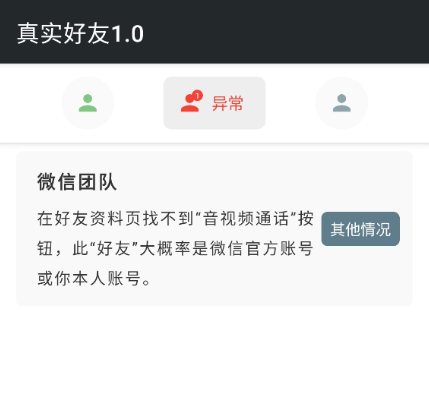 真实好友1.0
1
异常
微信团队
在好友资料页找不到“音视频通话”按
钮，此“好友”大概率是微信官方账号
或你本人账号。
其他情况